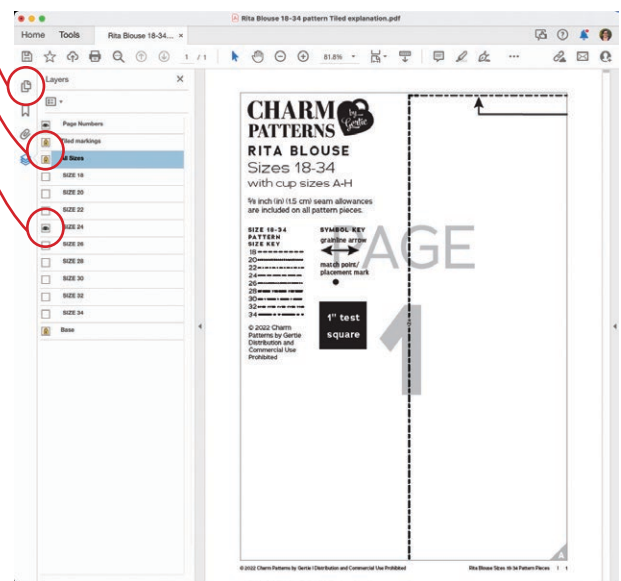 Rita Blouse 18-34 pattern Tiled explanation.pdf
Home Tools Rita Blouse 18-34... ×
1 / 1 81.8%
Layers ×
Page Numbers
Tiled markings
All Sizes
SIZE 18
SIZE 20
SIZE 22
SIZE 24
SIZE 26
SIZE 28
SIZE 30
SIZE 32
SIZE 34
Base
CHARM
PATTERNS
by
Gertie
RITA BLOUSE
Sizes 18-34
with cup sizes A-H
⅝ inch (in) (1.5 cm) seam allowances
are included on all pattern pieces.
SIZE 18-34
PATTERN
SIZE KEY
18
20
22
24
26
28
30
32
34
© 2022 Charm
Patterns by Gertie
Distribution and
Commercial Use
Prohibited
SYMBOL KEY
grainline arrow
match point/
placement mark
1" test
square
PAGE
1
A
© 2022 Charm Patterns by Gertie | Distribution and Commercial Use Prohibited
Rita Blouse Sizes 18-34 Pattern Pieces | 1